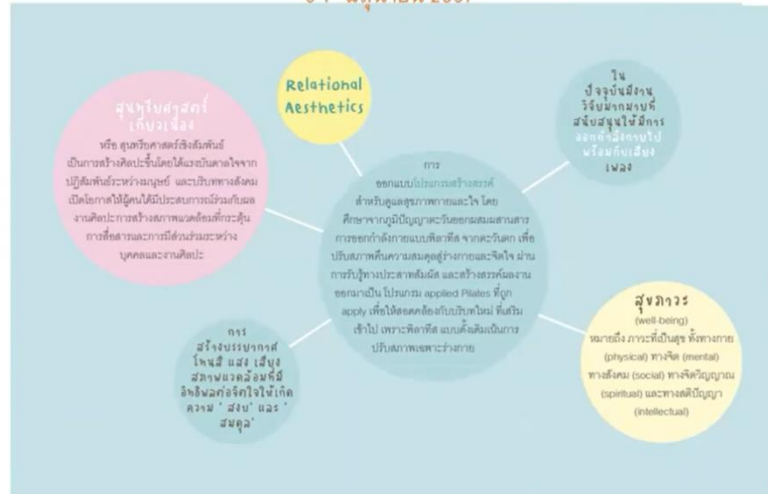 Relational
Aesthetics
สุนทรียศาสตร์
เกี่ยวเนื่อง
หรือ สุนทรียศาสตร์เชิงสัมพันธ์
เป็นการสร้างศิลปะขึ้นโดยได้แรงบันดาลใจจาก
ปฏิสัมพันธ์ระหว่างมนุษย์ และบริบททางสังคม
เปิดโอกาสให้ผู้คนได้มีประสบการณ์ร่วมกับผล
งานศิลปะการสร้างสภาพแวดล้อมที่กระตุ้น
การสื่อสารและการมีส่วนร่วมระหว่าง
บุคคลและงานศิลปะ
ใน
ปัจจุบันมีงาน
วิจัยมากมายที่
สนับสนุนให้มีการ
ออกกำลังกายไป
พร้อมกับเสียง
เพลง
การ
ออกแบบโปรแกรมสร้างสรรค์
สำหรับดูแลสุขภาพกายและใจ โดย
ศึกษาจากภูมิปัญญาตะวันออกผสมผสานสาร
การออกกำลังกายแบบพิลาทีส จากตะวันตก เพื่อ
ปรับสภาพคืนความสมดุลสู่ร่างกายและจิตใจ ผ่าน
การรับรู้ทางประสาทสัมผัส และสร้างสรรค์ผลงาน
ออกมาเป็น โปรแกรม applied Pilates ที่ถูก
apply เพื่อให้สอดคล้องกับบริบทใหม่ ที่เสริม
เข้าไป เพราะพิลาทีส แบบดั้งเดิมเน้นการ
ปรับสภาพเฉพาะร่างกาย
การ
สร้างบรรยากาศ
โทนสี แสง เสียง
สภาพแวดล้อมที่มี
อิทธิพลต่อจิตใจให้เกิด
ความ ' สงบ' และ '
สมดุล'
สุขภาวะ
(well-being)
หมายถึง ภาวะที่เป็นสุข ทั้งทางกาย
(physical) ทางจิต (mental)
ทางสังคม (social) ทางจิตวิญญาณ
(spiritual) และทางสติปัญญา
(intellectual)